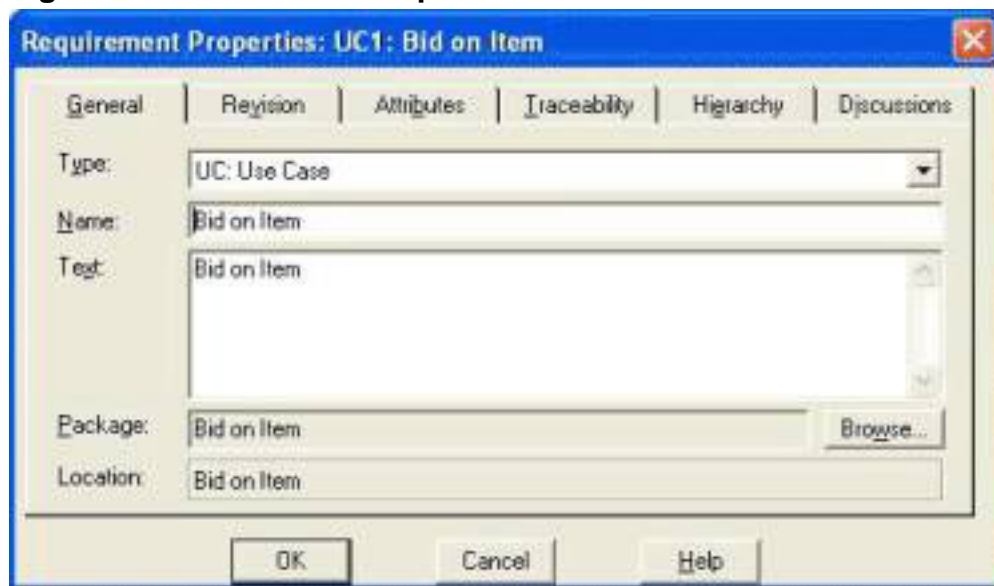 Requirement Properties: UC1: Bid on Item
General Revision Attributes Traceability Hierarchy Discussions
Type: UC: Use Case
Name: Bid on Item
Text: Bid on Item
Package: Bid on Item Browse...
Location: Bid on Item
OK Cancel Help